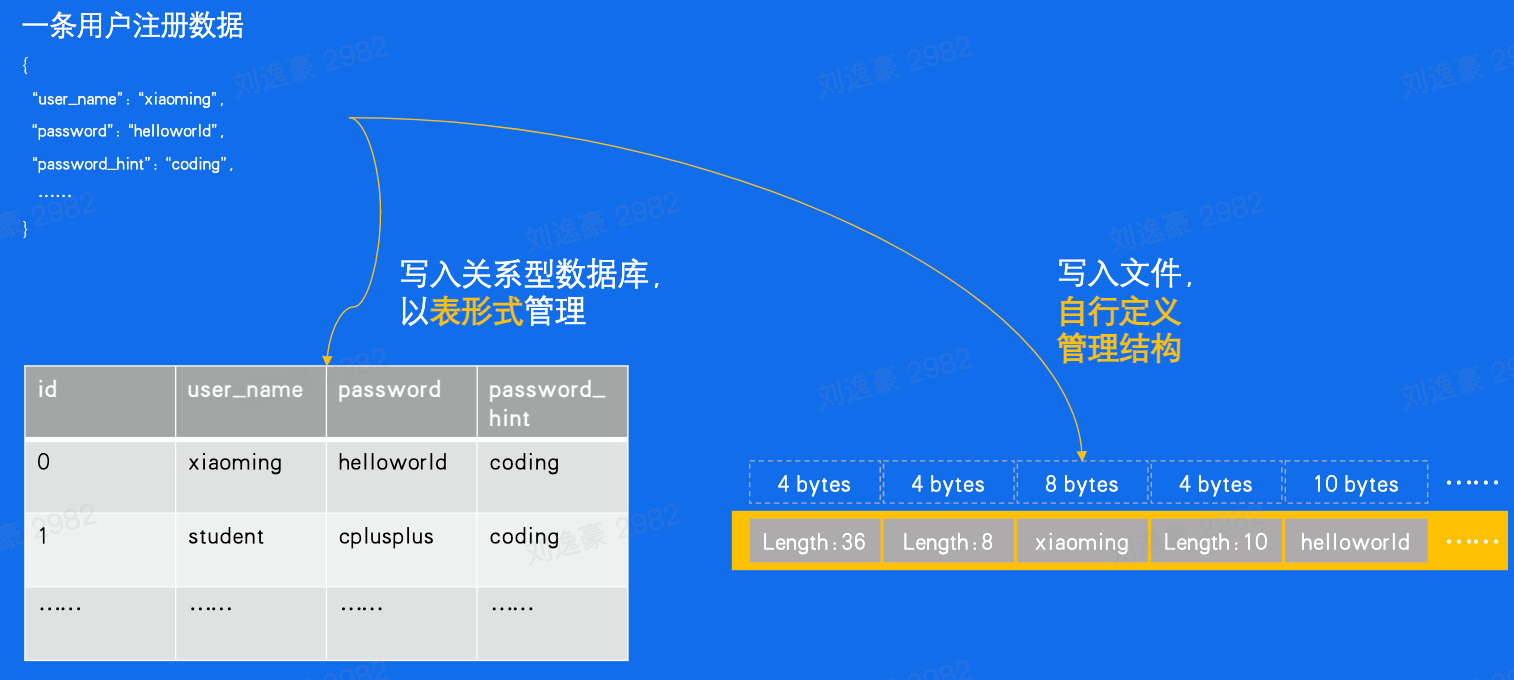 一条用户注册数据
{
“user_name”: “xiaoming”,
“password”: “helloworld”,
“password_hint”: “coding”,
……
}
写入关系型数据库,
以表形式管理
写入文件,
自行定义
管理结构
id user_name password password_
hint
0 xiaoming helloworld coding
1 student cplusplus coding
…… …… …… ……
4 bytes 4 bytes 8 bytes 4 bytes 10 bytes ……
Length:36 Length:8 xiaoming Length:10 helloworld ……
刘逸豪 2982